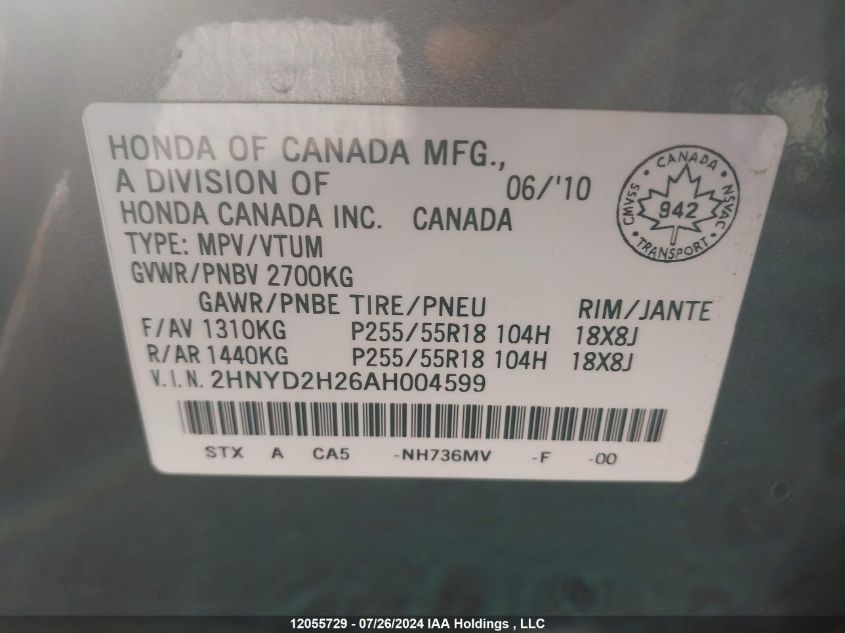 HONDA OF CANADA MFG.,
A DIVISION OF 06/'10
HONDA CANADA INC. CANADA
TYPE: MPV/VTUM
GVWR/PNBV 2700KG
GAWR/PNBE TIRE/PNEU RIM/JANTE
F/AV 1310KG P255/55R18 104H 18X8J
R/AR 1440KG P255/55R18 104H 18X8J
V.I.N. 2HNYD2H26AH004599
STX A CA5 -NH736MV -F -00
CANADA
CMVSS 942 NSVAC
TRANSPORT
12055729 - 07/26/2024 IAA Holdings , LLC